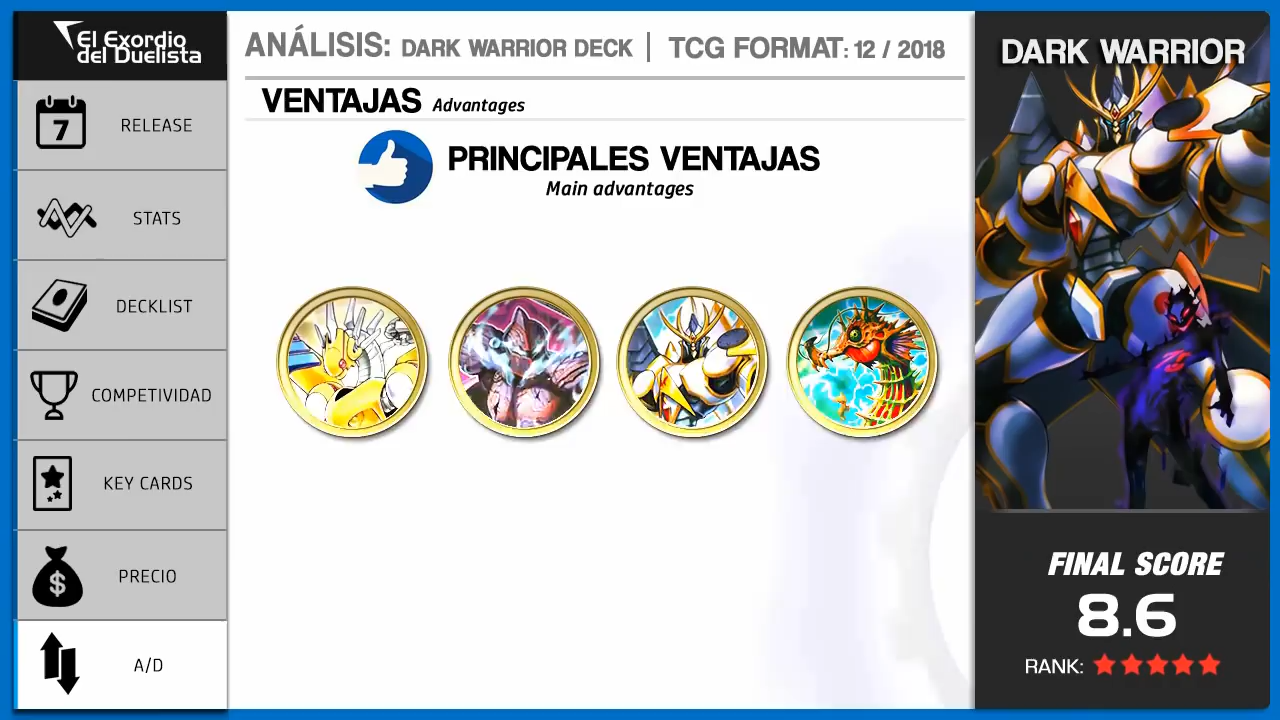 El Exordio
del Duelista
ANÁLISIS: DARK WARRIOR DECK | TCG FORMAT: 12 / 2018
DARK WARRIOR
VENTAJAS Advantages
7
RELEASE
PRINCIPALES VENTAJAS
Main advantages
STATS
DECKLIST
COMPETIVIDAD
KEY CARDS
$
PRECIO
A/D
FINAL SCORE
8.6
RANK: ★★★★★